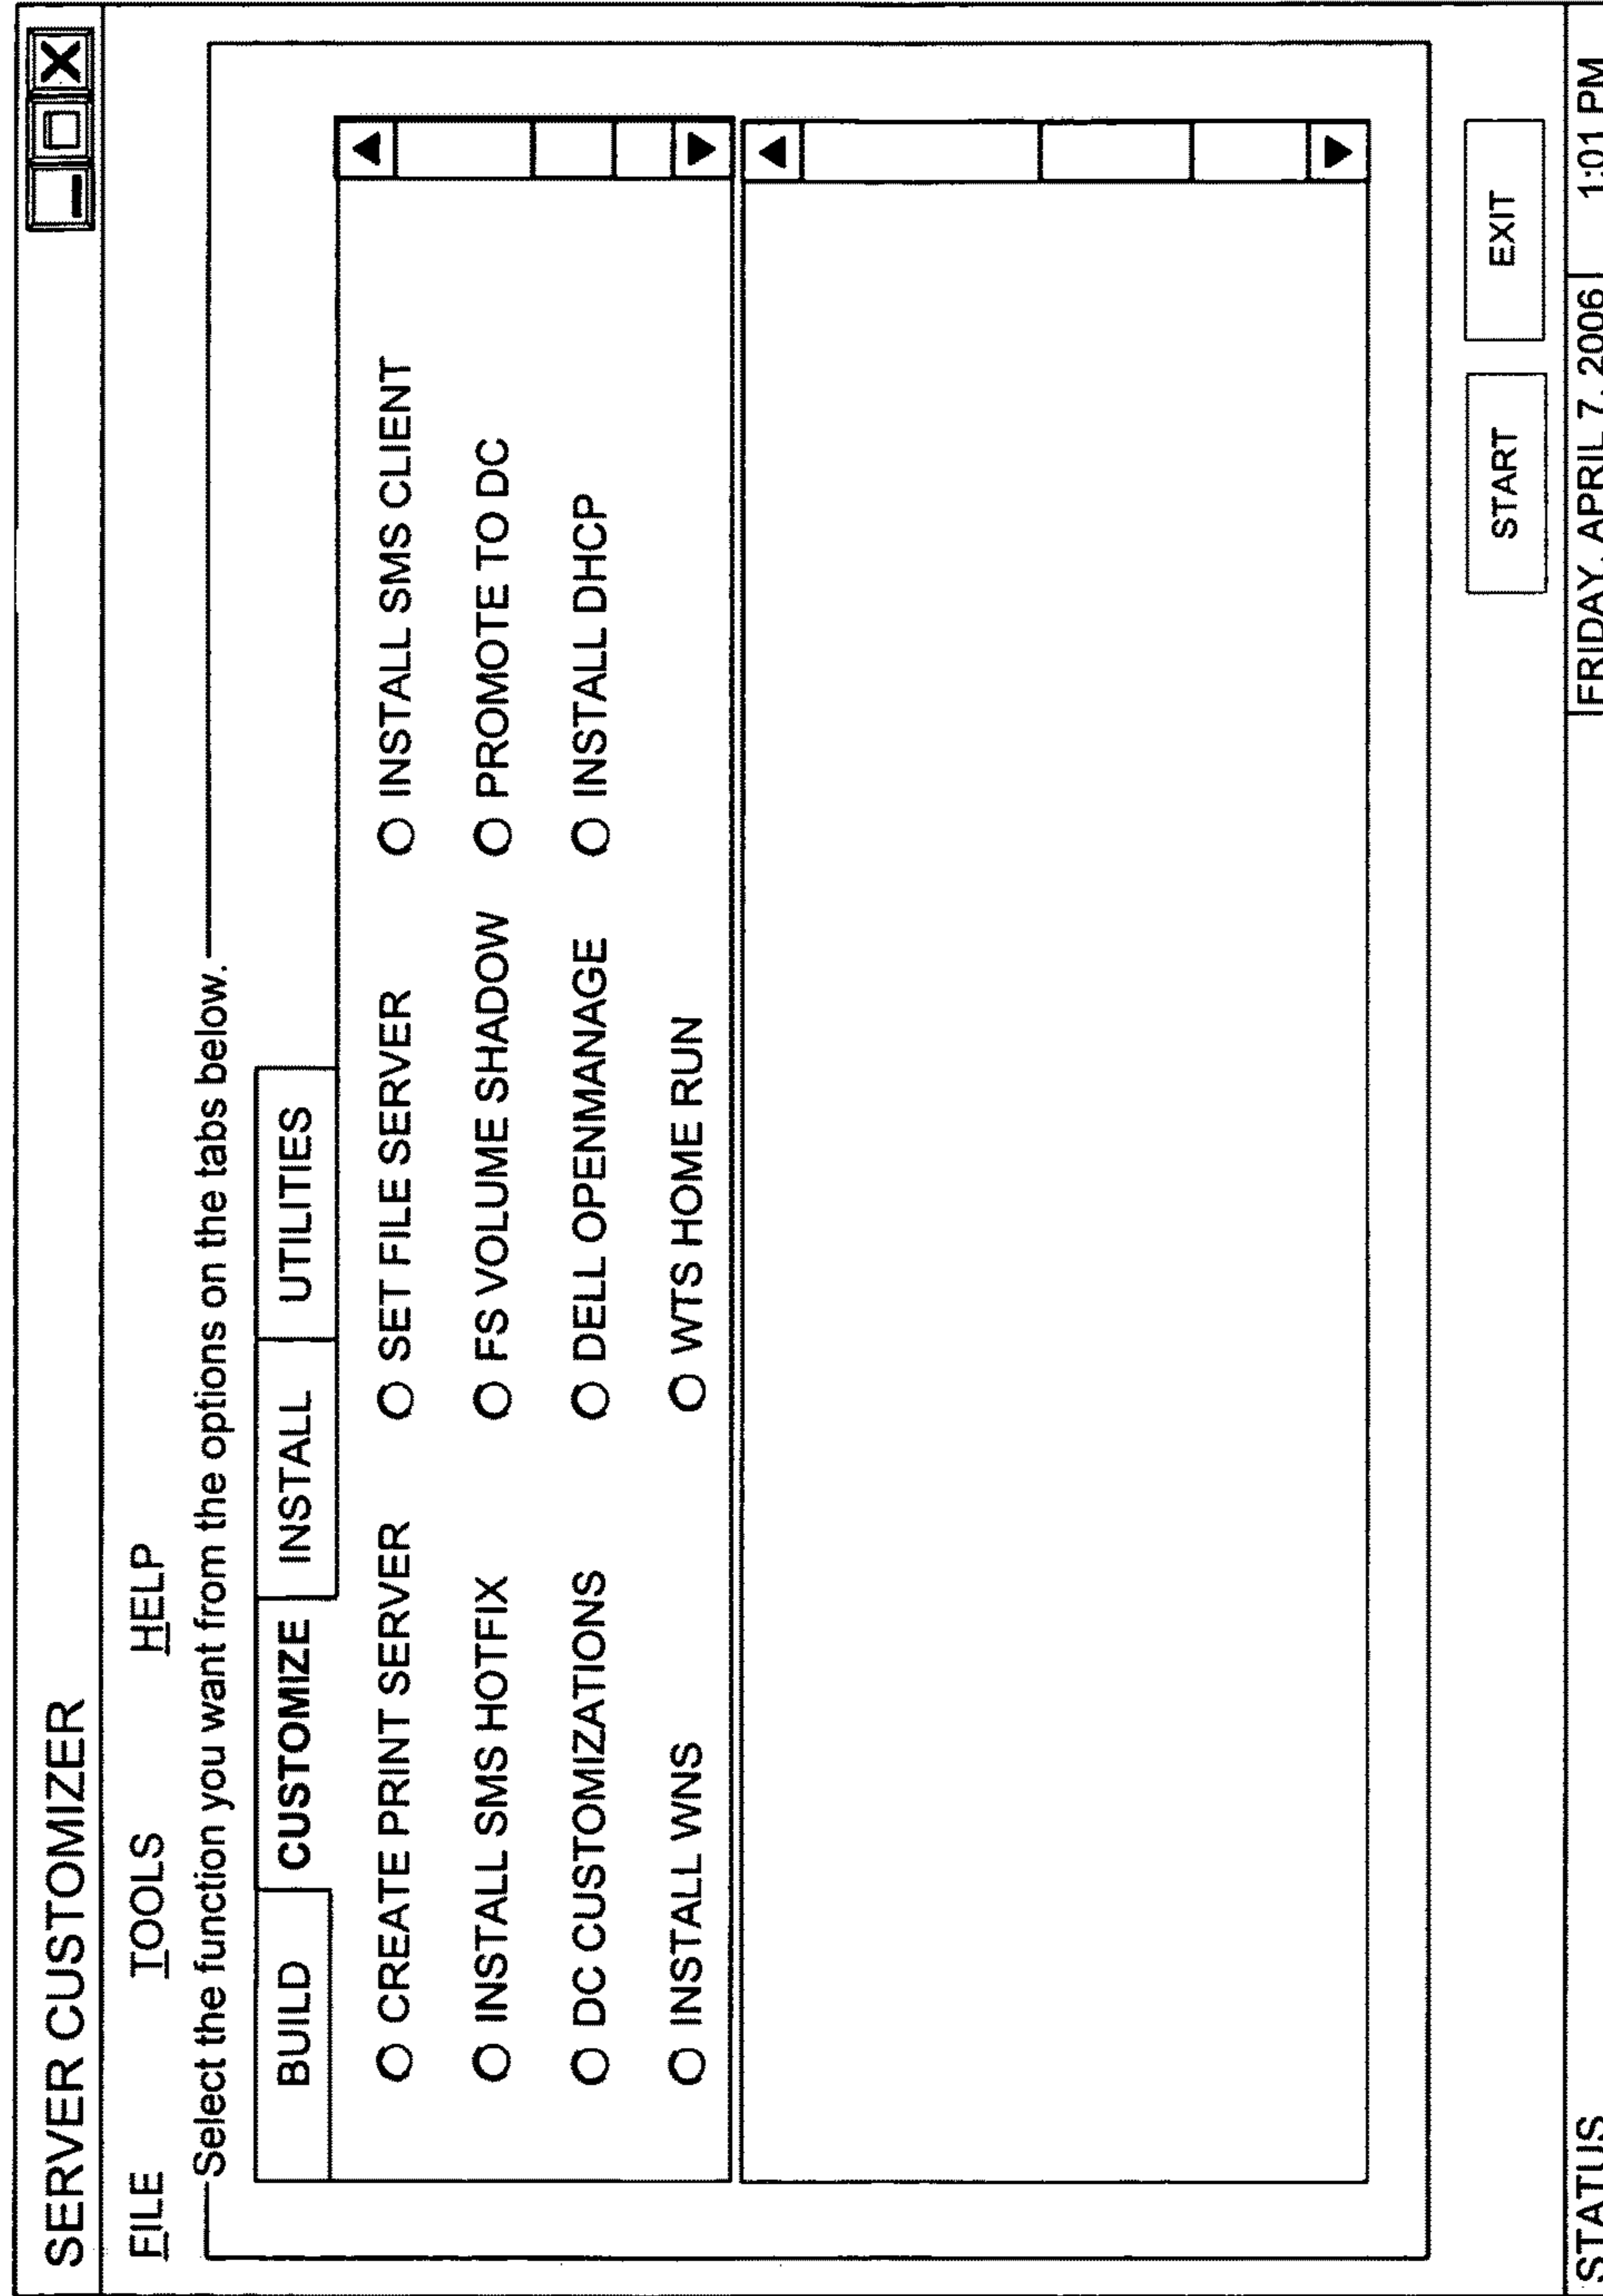 SERVER CUSTOMIZER
FILE TOOLS HELP
Select the function you want from the options on the tabs below.
BUILD CUSTOMIZE INSTALL UTILITIES
CREATE PRINT SERVER SET FILE SERVER INSTALL SMS CLIENT
INSTALL SMS HOTFIX FS VOLUME SHADOW PROMOTE TO DC
DC CUSTOMIZATIONS DELL OPENMANAGE INSTALL DHCP
INSTALL WNS WTS HOME RUN
START EXIT
STATUS FRIDAY, APRIL 7, 2006 1:01 PM